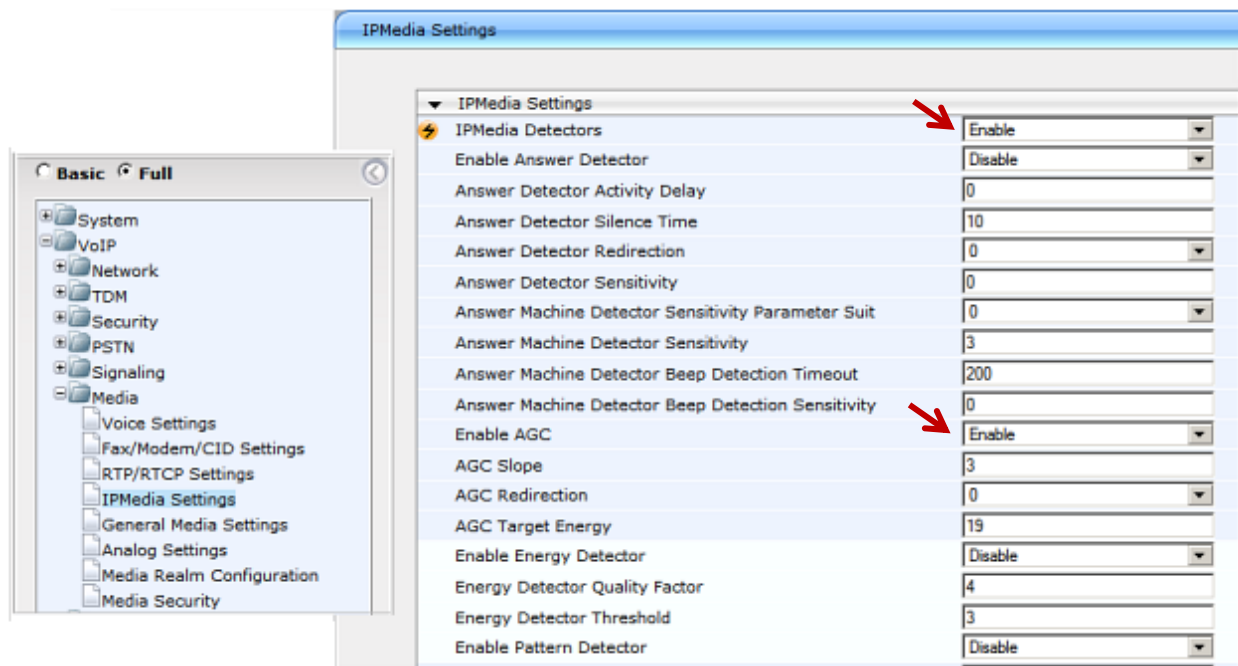 IPMedia Settings
IPMedia Settings
IPMedia Detectors Enable
Enable Answer Detector Disable
Answer Detector Activity Delay 0
Answer Detector Silence Time 10
Answer Detector Redirection 0
Answer Detector Sensitivity 0
Answer Machine Detector Sensitivity Parameter Suit 0
Answer Machine Detector Sensitivity 3
Answer Machine Detector Beep Detection Timeout 200
Answer Machine Detector Beep Detection Sensitivity 0
Enable AGC Enable
AGC Slope 3
AGC Redirection 0
AGC Target Energy 19
Enable Energy Detector Disable
Energy Detector Quality Factor 4
Energy Detector Threshold 3
Enable Pattern Detector Disable
Basic Full
System
VoIP
Network
TDM
Security
PSTN
Signaling
Media
Voice Settings
Fax/Modem/CID Settings
RTP/RTCP Settings
IPMedia Settings
General Media Settings
Analog Settings
Media Realm Configuration
Media Security